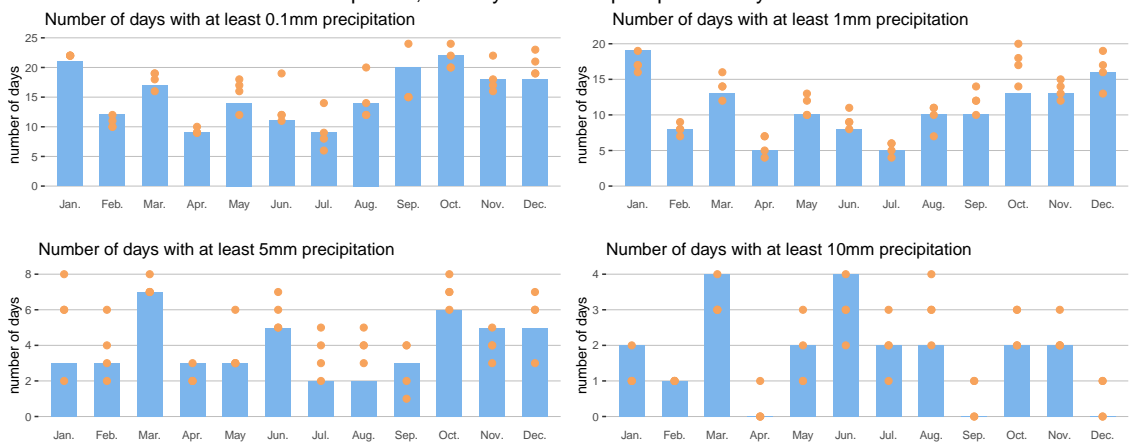 Number of days with at least 0.1mm precipitation
number of days
25
20
15
10
5
0
Jan. Feb. Mar. Apr. May Jun. Jul. Aug. Sep. Oct. Nov. Dec.
Number of days with at least 1mm precipitation
number of days
20
15
10
5
0
Jan. Feb. Mar. Apr. May Jun. Jul. Aug. Sep. Oct. Nov. Dec.
Number of days with at least 5mm precipitation
number of days
8
6
4
2
0
Jan. Feb. Mar. Apr. May Jun. Jul. Aug. Sep. Oct. Nov. Dec.
Number of days with at least 10mm precipitation
number of days
4
3
2
1
0
Jan. Feb. Mar. Apr. May Jun. Jul. Aug. Sep. Oct. Nov. Dec.